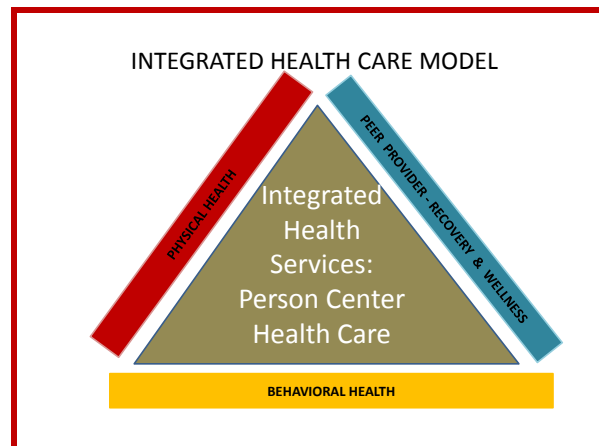 INTEGRATED HEALTH CARE MODEL
PHYSICAL HEALTH
PEER PROVIDER - RECOVERY & WELLNESS
Integrated
Health
Services:
Person Center
Health Care
BEHAVIORAL HEALTH